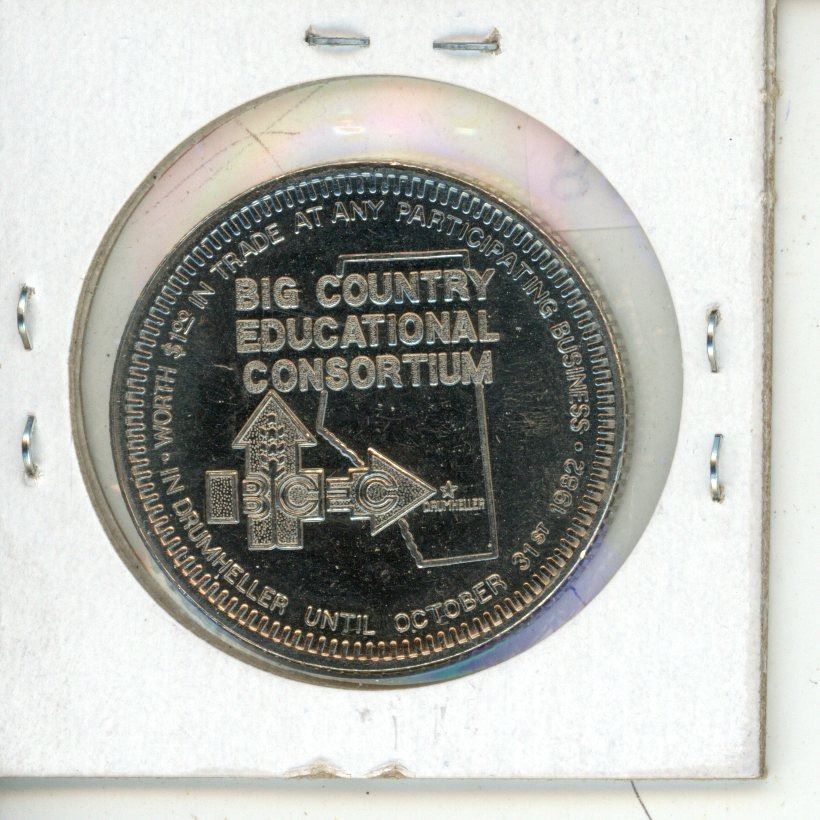 • WORTH $1.00 IN TRADE AT ANY PARTICIPATING BUSINESS •
BIG COUNTRY
EDUCATIONAL
CONSORTIUM
BCEC
DRUMHELLER
IN DRUMHELLER UNTIL OCTOBER 31ST 1982